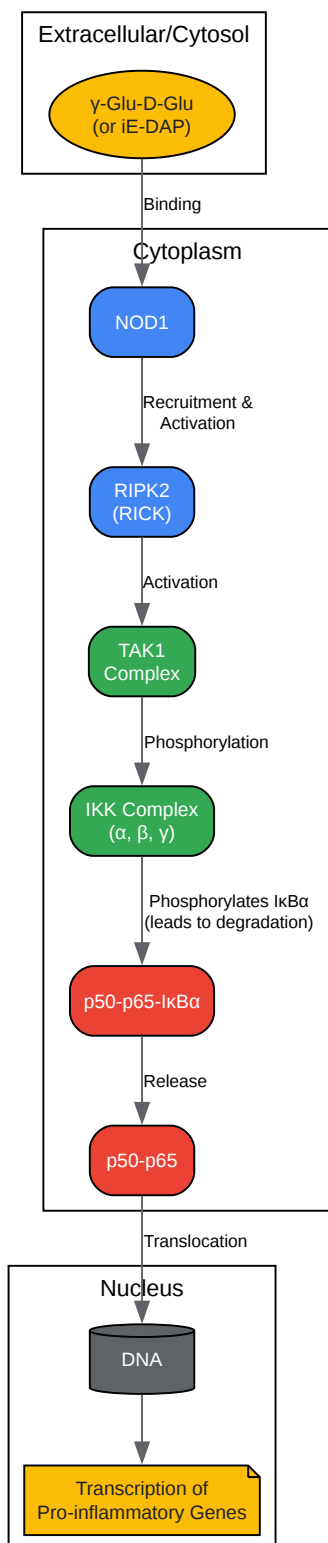 Extracellular/Cytosol
γ-Glu-D-Glu
(or iE-DAP)
Binding
Cytoplasm
NOD1
Recruitment &
Activation
RIPK2
(RICK)
Activation
TAK1
Complex
Phosphorylation
IKK Complex
(α, β, γ)
Phosphorylates IκBα
(leads to degradation)
p50-p65-IκBα
Release
p50-p65
Translocation
Nucleus
DNA
Transcription of
Pro-inflammatory Genes